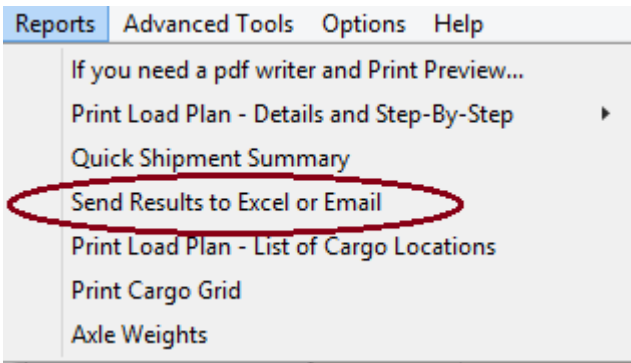 Reports Advanced Tools Options Help
If you need a pdf writer and Print Preview...
Print Load Plan - Details and Step-By-Step
Quick Shipment Summary
Send Results to Excel or Email
Print Load Plan - List of Cargo Locations
Print Cargo Grid
Axle Weights